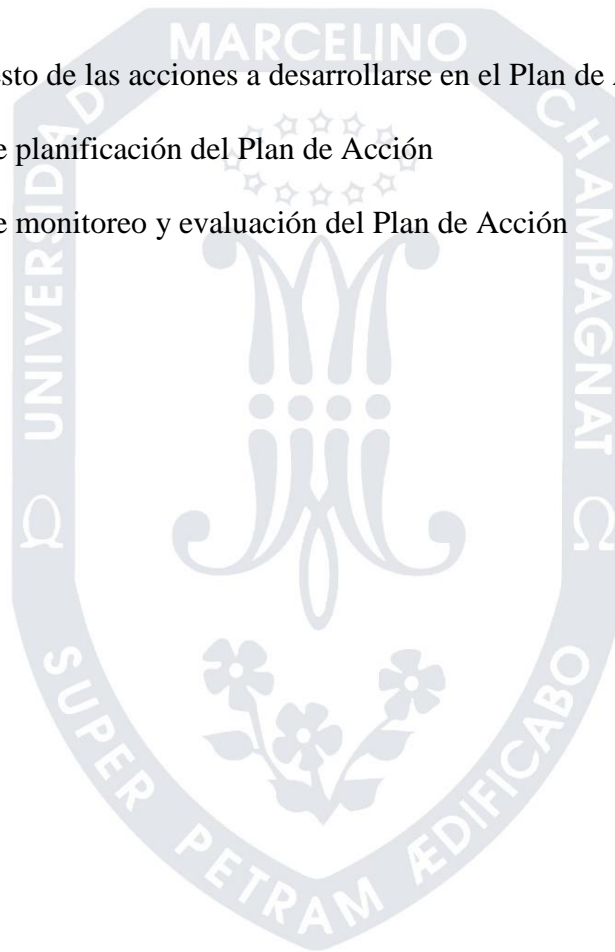 MARCELINO
esto de las acciones a desarrollarse en el Plan de A
e planificación del Plan de Acción
e monitoreo y evaluación del Plan de Acción
UNIVERSIDAD
CHAMPAGNAT
Ω Ω
SUPER PETRAM ÆDIFICABO